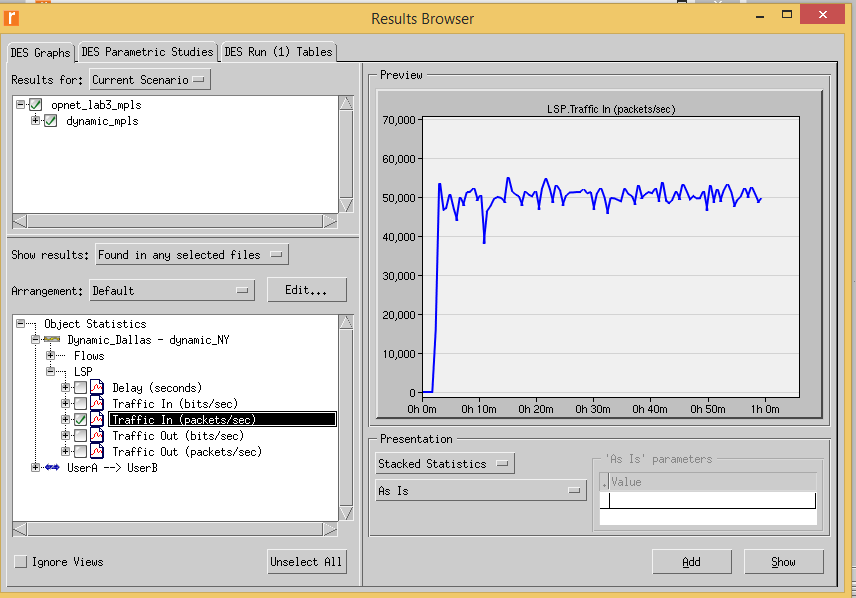 Results Browser
DES Graphs DES Parametric Studies DES Run (1) Tables
Results for: Current Scenario
opnet_lab3_mpls
dynamic_mpls
Show results: Found in any selected files
Arrangement: Default Edit...
Object Statistics
Dynamic_Dallas - dynamic_NY
Flows
LSP
Delay (seconds)
Traffic In (bits/sec)
Traffic In (packets/sec)
Traffic Out (bits/sec)
Traffic Out (packets/sec)
UserA --> UserB
Ignore Views Unselect All
Preview
LSP.Traffic In (packets/sec)
70,000
60,000
50,000
40,000
30,000
20,000
10,000
0
0h 0m 0h 10m 0h 20m 0h 30m 0h 40m 0h 50m 1h 0m
Presentation
Stacked Statistics
As Is
'As Is' parameters
Value
Add Show